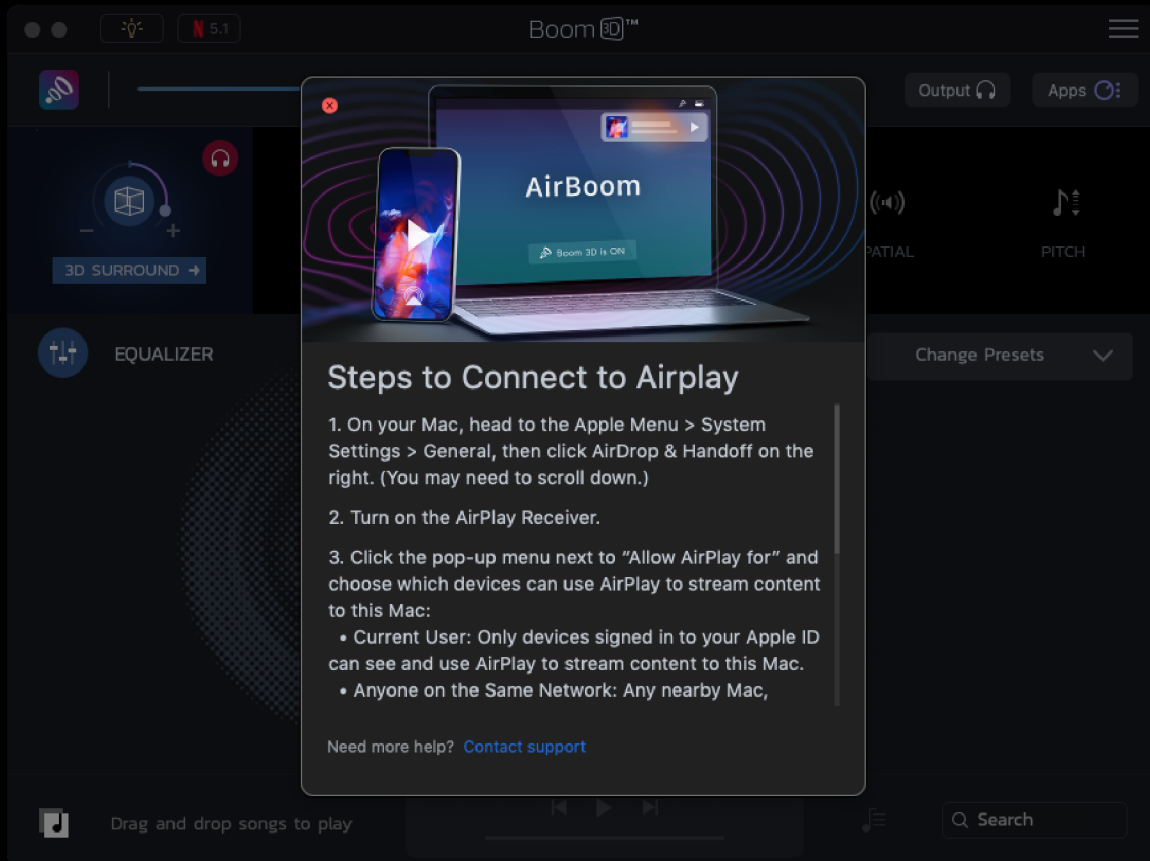 5.1
Boom 3D™
Output
Apps
AirBoom
Boom 3D is ON
3D SURROUND
PATIAL
PITCH
EQUALIZER
Change Presets
Steps to Connect to Airplay
1. On your Mac, head to the Apple Menu > System
Settings > General, then click AirDrop & Handoff on the
right. (You may need to scroll down.)
2. Turn on the AirPlay Receiver.
3. Click the pop-up menu next to “Allow AirPlay for” and
choose which devices can use AirPlay to stream content
to this Mac:
• Current User: Only devices signed in to your Apple ID
can see and use AirPlay to stream content to this Mac.
• Anyone on the Same Network: Any nearby Mac,
Need more help? Contact support
Drag and drop songs to play
Search